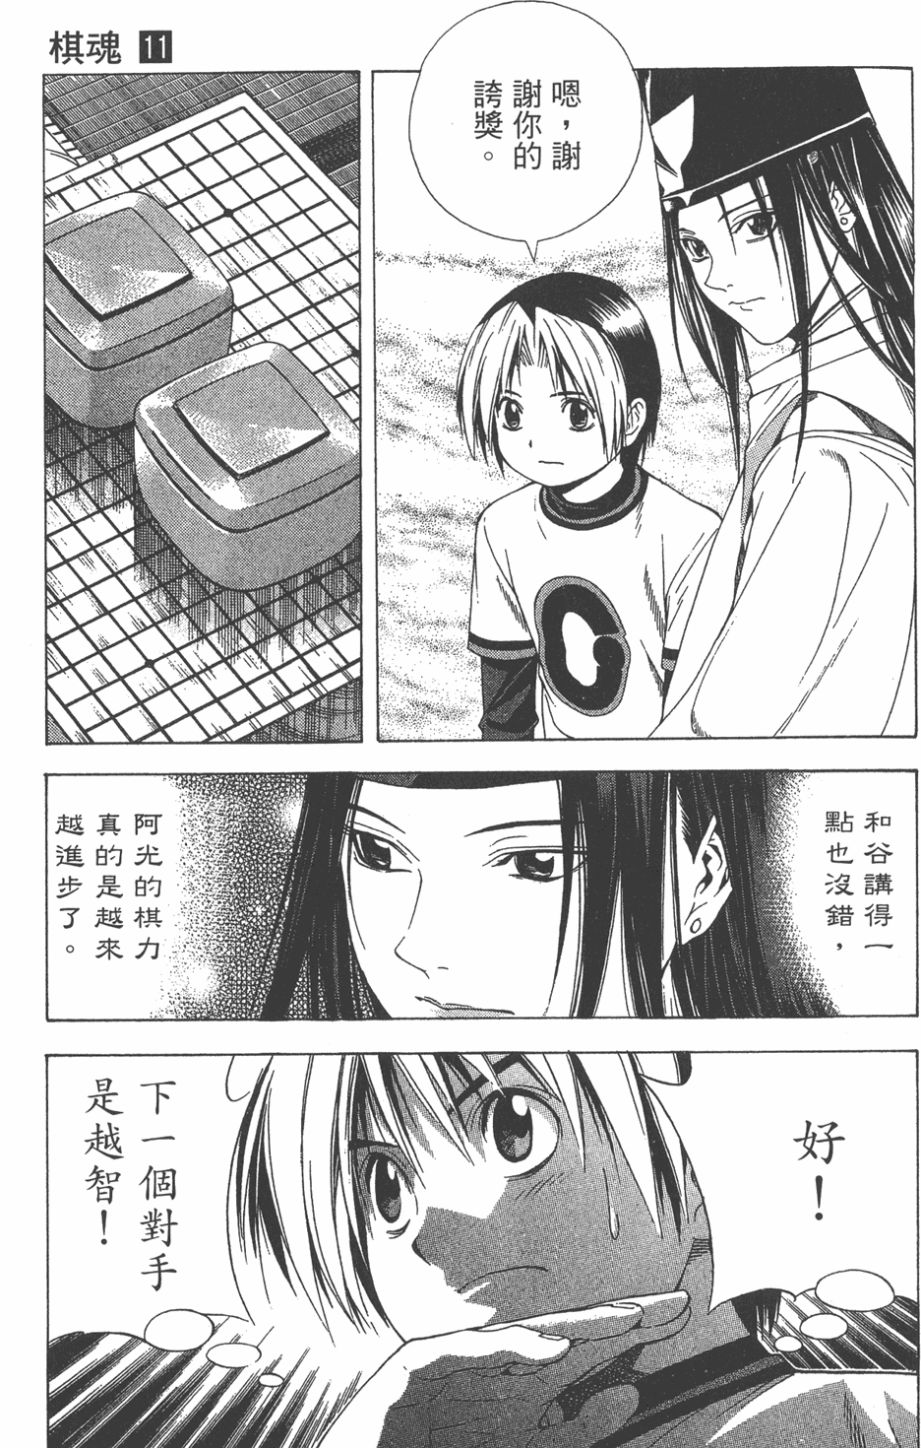 棋魂 11
嗯，謝
謝你的
誇獎。
和谷講得一
點也沒錯，
阿光的棋力
真的是越來
越進步了。
好！
下一個對手
是越智！